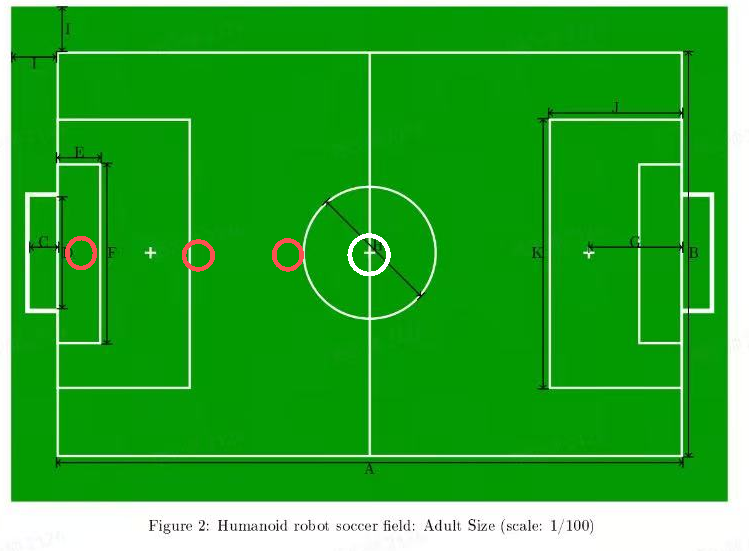 I
I
J
E
C
D
F
H
K
G
B
A
Figure 2: Humanoid robot soccer field: Adult Size (scale: 1/100)